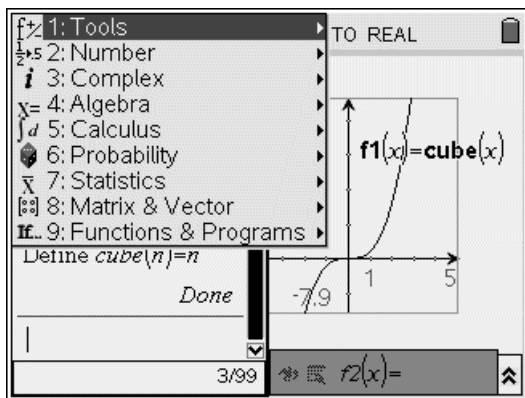 1: Tools
2: Number
3: Complex
4: Algebra
5: Calculus
6: Probability
7: Statistics
8: Matrix & Vector
9: Functions & Programs
TO REAL
Define cube(n)=n
Done
3/99
f1(x)=cube(x)
1
5
-7.9
f2(x)=